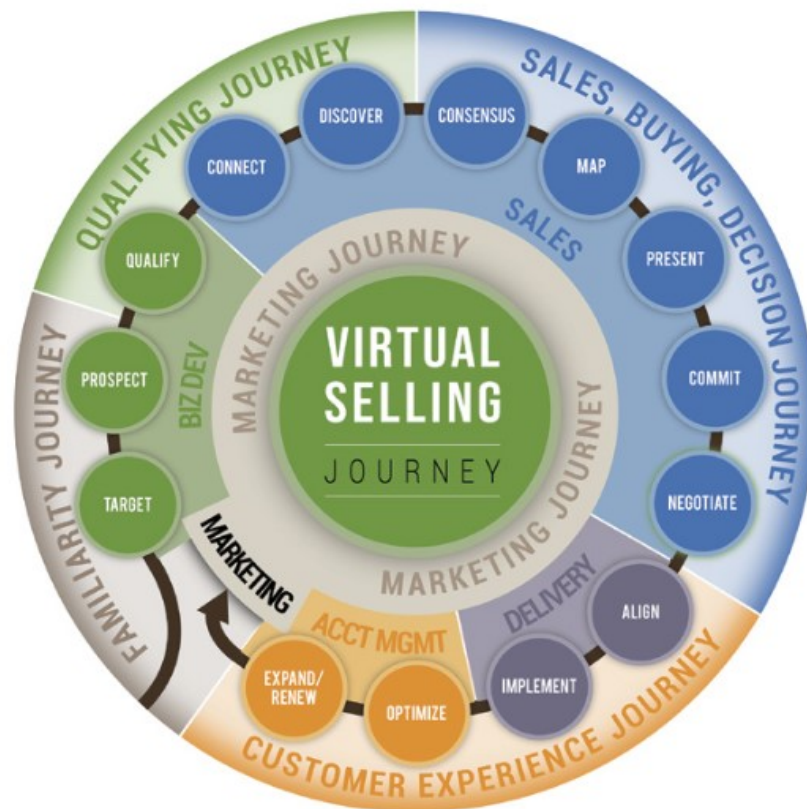 VIRTUAL
SELLING
JOURNEY
MARKETING JOURNEY
MARKETING JOURNEY
QUALIFYING JOURNEY
SALES, BUYING, DECISION JOURNEY
CUSTOMER EXPERIENCE JOURNEY
FAMILIARITY JOURNEY
MARKETING
BIZ DEV
SALES
DELIVERY
ACCT MGMT
TARGET
PROSPECT
QUALIFY
CONNECT
DISCOVER
CONSENSUS
MAP
PRESENT
COMMIT
NEGOTIATE
ALIGN
IMPLEMENT
OPTIMIZE
EXPAND/
RENEW